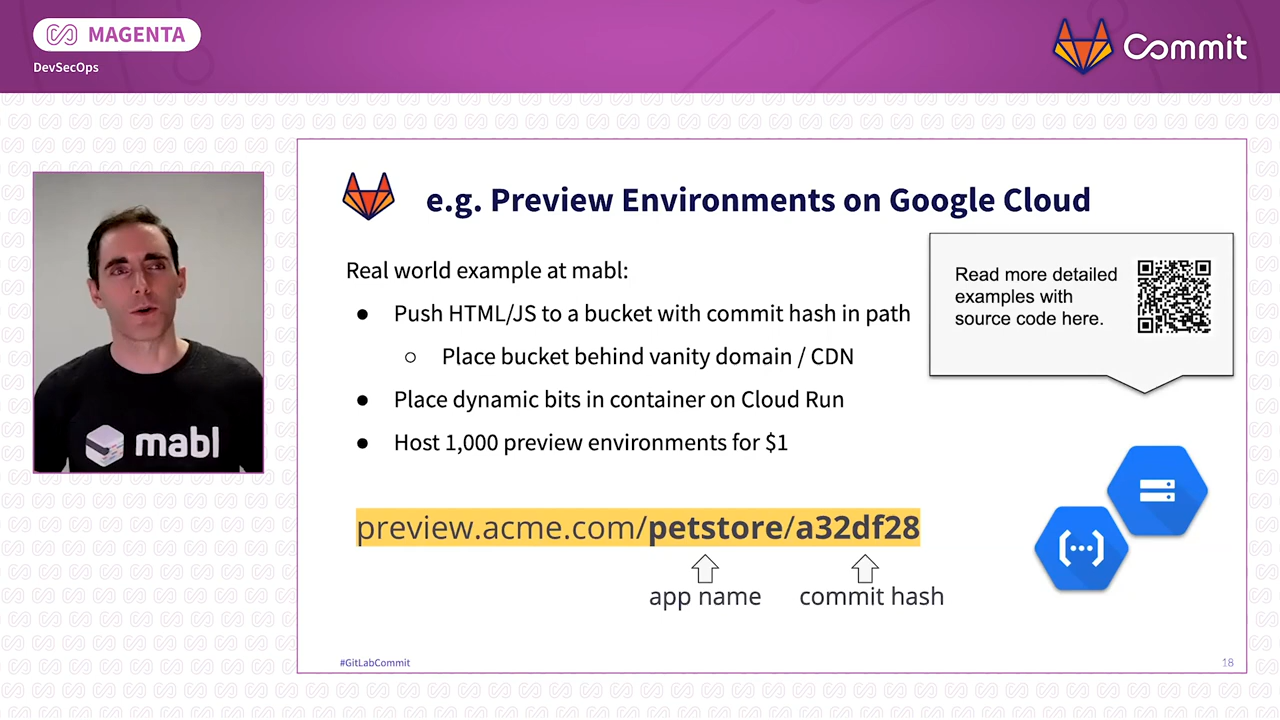 MAGENTA
DevSecOps
Commit
mabl
e.g. Preview Environments on Google Cloud
Real world example at mabl:
● Push HTML/JS to a bucket with commit hash in path
○ Place bucket behind vanity domain / CDN
● Place dynamic bits in container on Cloud Run
● Host 1,000 preview environments for $1
Read more detailed
examples with
source code here.
preview.acme.com/petstore/a32df28
app name
commit hash
#GitLabCommit
18